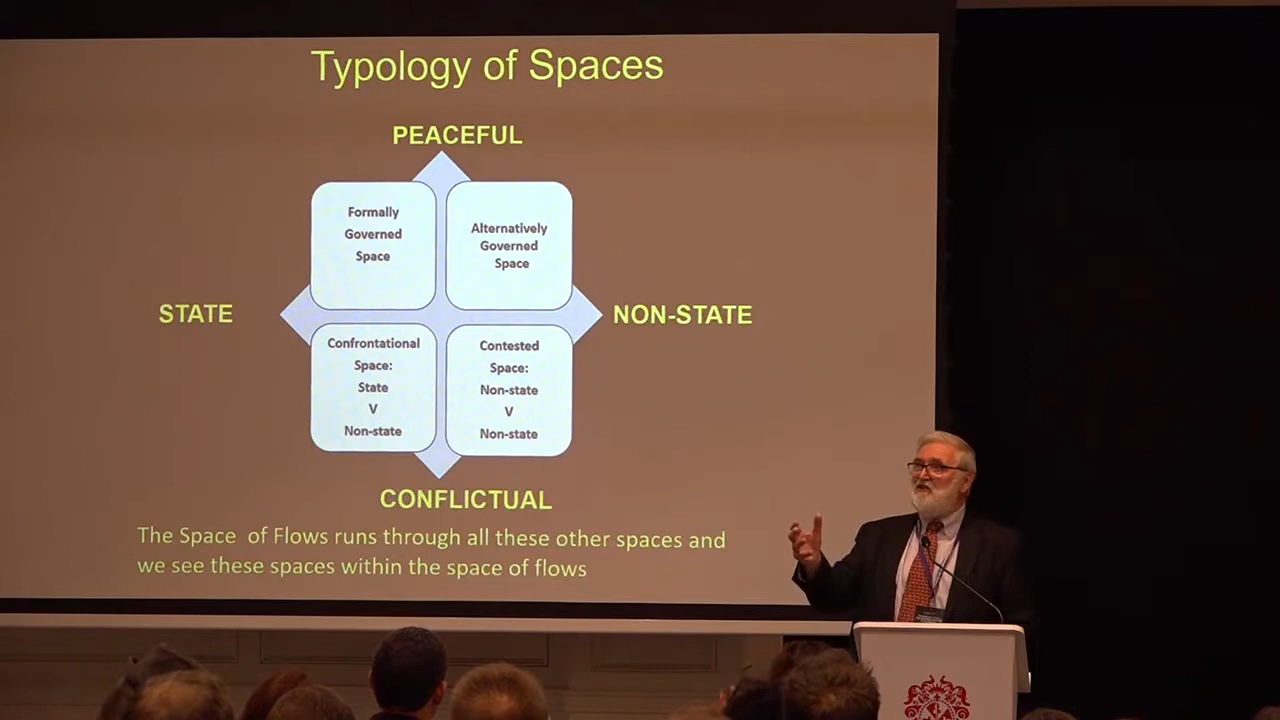 Typology of Spaces
PEACEFUL
Formally
Governed
Space
Alternatively
Governed
Space
STATE
NON-STATE
Confrontational
Space:
State
V
Non-state
Contested
Space:
Non-state
V
Non-state
CONFLICTUAL
The Space of Flows runs through all these other spaces and
we see these spaces within the space of flows